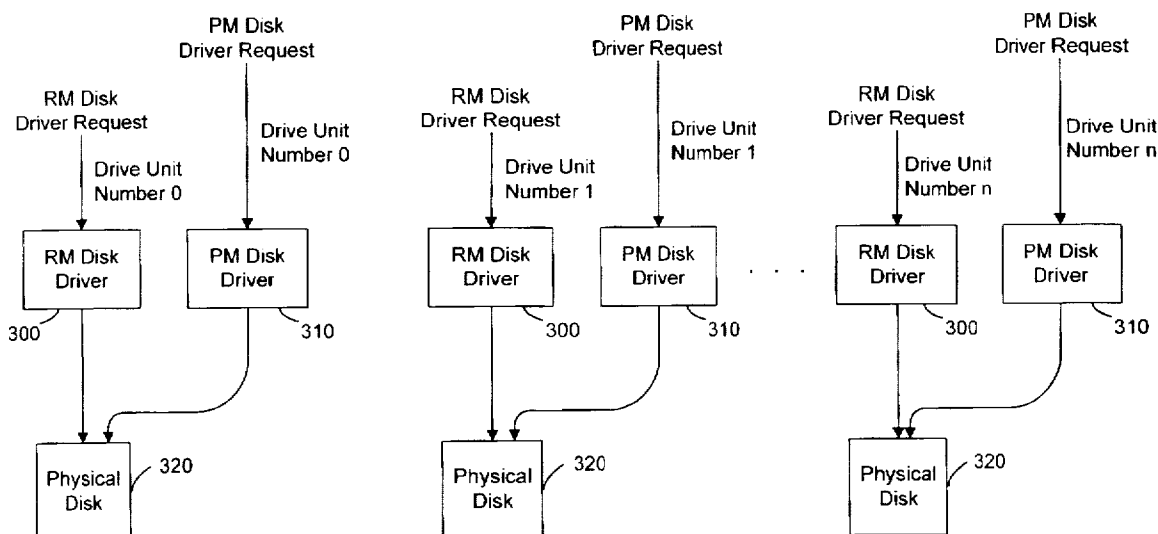 PM Disk
Driver Request
RM Disk
Driver Request
Drive Unit
Number 0
Drive Unit
Number 0
RM Disk
Driver
PM Disk
Driver
300
310
Physical
Disk
320
PM Disk
Driver Request
RM Disk
Driver Request
Drive Unit
Number 1
Drive Unit
Number 1
RM Disk
Driver
PM Disk
Driver
300
310
Physical
Disk
320
. . .
PM Disk
Driver Request
RM Disk
Driver Request
Drive Unit
Number n
Drive Unit
Number n
RM Disk
Driver
PM Disk
Driver
300
310
Physical
Disk
320